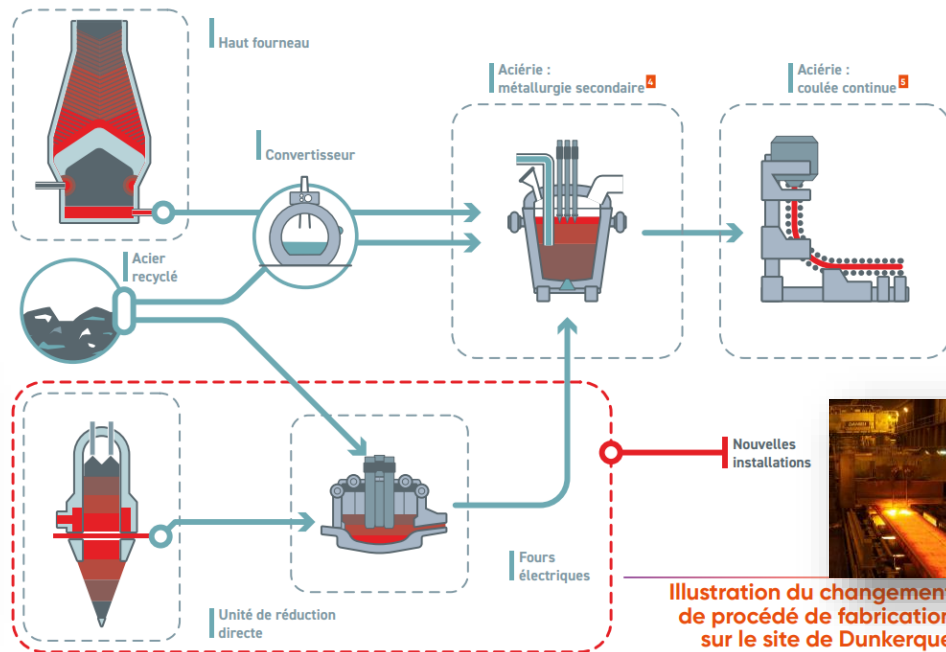 Haut fourneau
Aciérie :
métallurgie secondaire 4
Aciérie :
coulée continue 5
Convertisseur
Acier
recyclé
Nouvelles
installations
Fours
électriques
Unité de réduction
directe
Illustration du changement
de procédé de fabrication
sur le site de Dunkerque